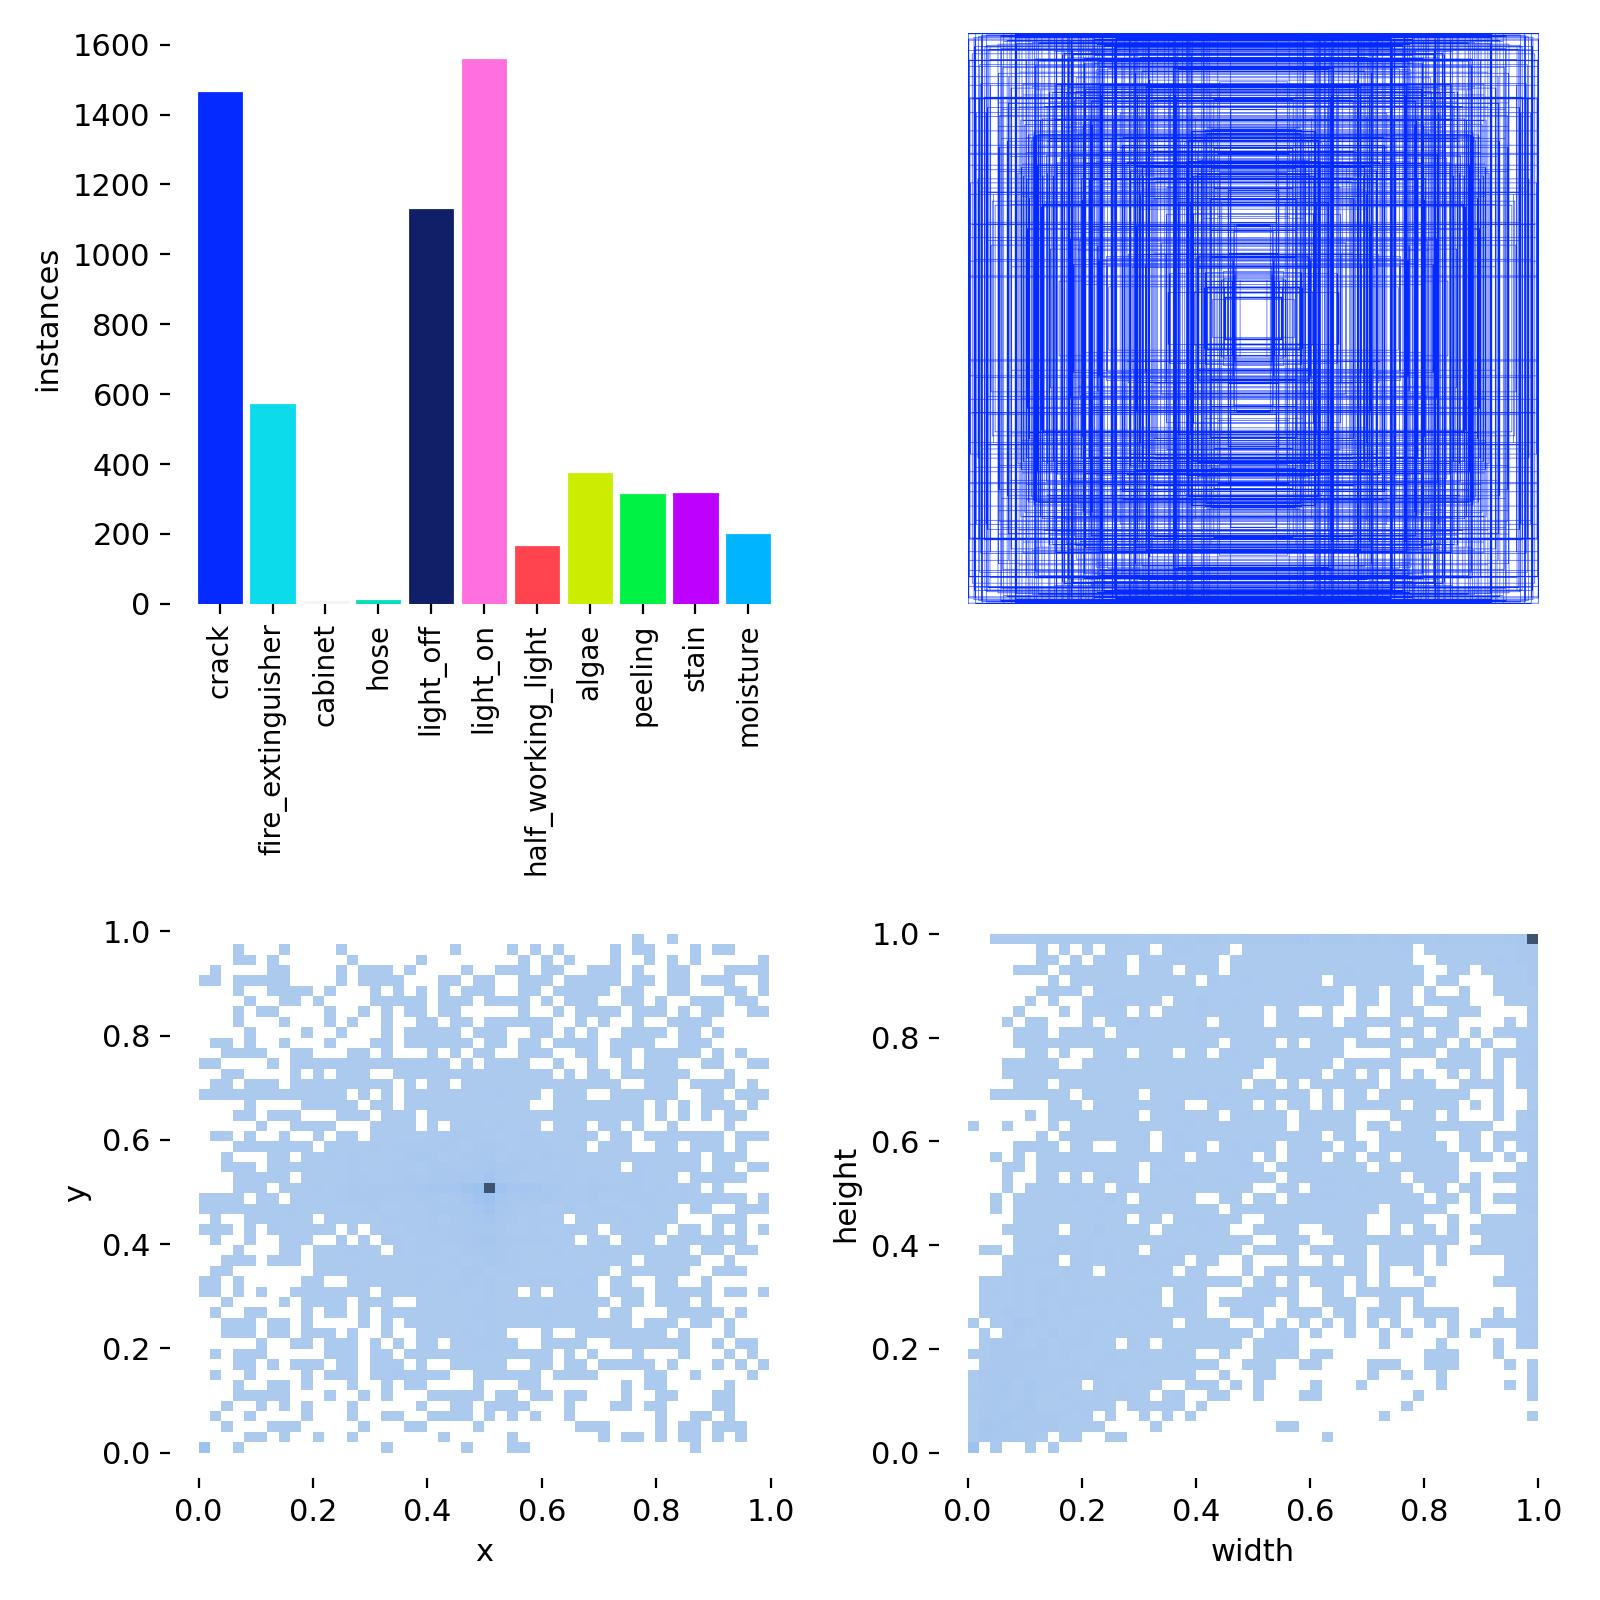 instances
1600
1400
1200
1000
800
600
400
200
0
crack
fire_extinguisher
cabinet
hose
light_off
light_on
half_working_light
algae
peeling
stain
moisture
y
1.0
0.8
0.6
0.4
0.2
0.0
0.0 0.2 0.4 0.6 0.8 1.0
x
height
1.0
0.8
0.6
0.4
0.2
0.0
0.0 0.2 0.4 0.6 0.8 1.0
width